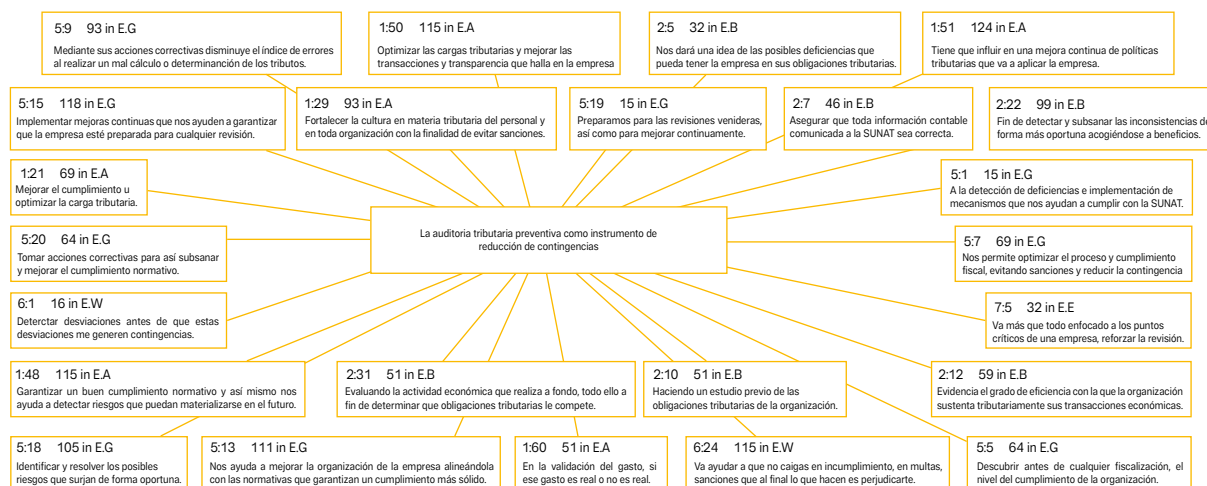 5:9 93 in E.G
Mediante sus acciones correctivas disminuye el índice de errores
al realizar un mal cálculo o determinanción de los tributos.
1:50 115 in E.A
Optimizar las cargas tributarias y mejorar las
transacciones y transparencia que halla en la empresa
2:5 32 in E.B
Nos dará una idea de las posibles deficiencias que
pueda tener la empresa en sus obligaciones tributarias.
1:51 124 in E.A
Tiene que influir en una mejora continua de políticas
tributarias que va a aplicar la empresa.
5:15 118 in E.G
Implementar mejoras continuas que nos ayuden a garantizar
que la empresa esté preparada para cualquier revisión.
1:29 93 in E.A
Fortalecer la cultura en materia tributaria del personal y
en toda organización con la finalidad de evitar sanciones.
5:19 15 in E.G
Preparamos para las revisiones venideras,
así como para mejorar continuamente.
2:7 46 in E.B
Asegurar que toda información contable
comunicada a la SUNAT sea correcta.
2:22 99 in E.B
Fin de detectar y subsanar las inconsistencias de
forma más oportuna acogiéndose a beneficios.
1:21 69 in E.A
Mejorar el cumplimiento u
optimizar la carga tributaria.
5:1 15 in E.G
A la detección de deficiencias e implementación de
mecanismos que nos ayudan a cumplir con la SUNAT.
La auditoria tributaria preventiva como instrumento de
reducción de contingencias
5:20 64 in E.G
Tomar acciones correctivas para así subsanar
y mejorar el cumplimiento normativo.
5:7 69 in E.G
Nos permite optimizar el proceso y cumplimiento
fiscal, evitando sanciones y reducir la contingencia
6:1 16 in E.W
Deterctar desviaciones antes de que estas
desviaciones me generen contingencias.
7:5 32 in E.E
Va más que todo enfocado a los puntos
críticos de una empresa, reforzar la revisión.
1:48 115 in E.A
Garantizar un buen cumplimiento normativo y así mismo nos
ayuda a detectar riesgos que puedan materializarse en el futuro.
2:31 51 in E.B
Evaluando la actividad económica que realiza a fondo, todo ello a
fin de determinar que obligaciones tributarias le compete.
2:10 51 in E.B
Haciendo un estudio previo de las
obligaciones tributarias de la organización.
2:12 59 in E.B
Evidencia el grado de eficiencia con la que la organización
sustenta tributariamente sus transacciones económicas.
5:18 105 in E.G
Identificar y resolver los posibles
riesgos que surjan de forma oportuna.
5:13 111 in E.G
Nos ayuda a mejorar la organización de la empresa alineándola
con las normativas que garantizan un cumplimiento más sólido.
1:60 51 in E.A
En la validación del gasto, si
ese gasto es real o no es real.
6:24 115 in E.W
Va ayudar a que no caigas en incumplimiento, en multas,
sanciones que al final lo que hacen es perjudicarte.
5:5 64 in E.G
Descubrir antes de cualquier fiscalización, el
nivel del cumplimiento de la organización.